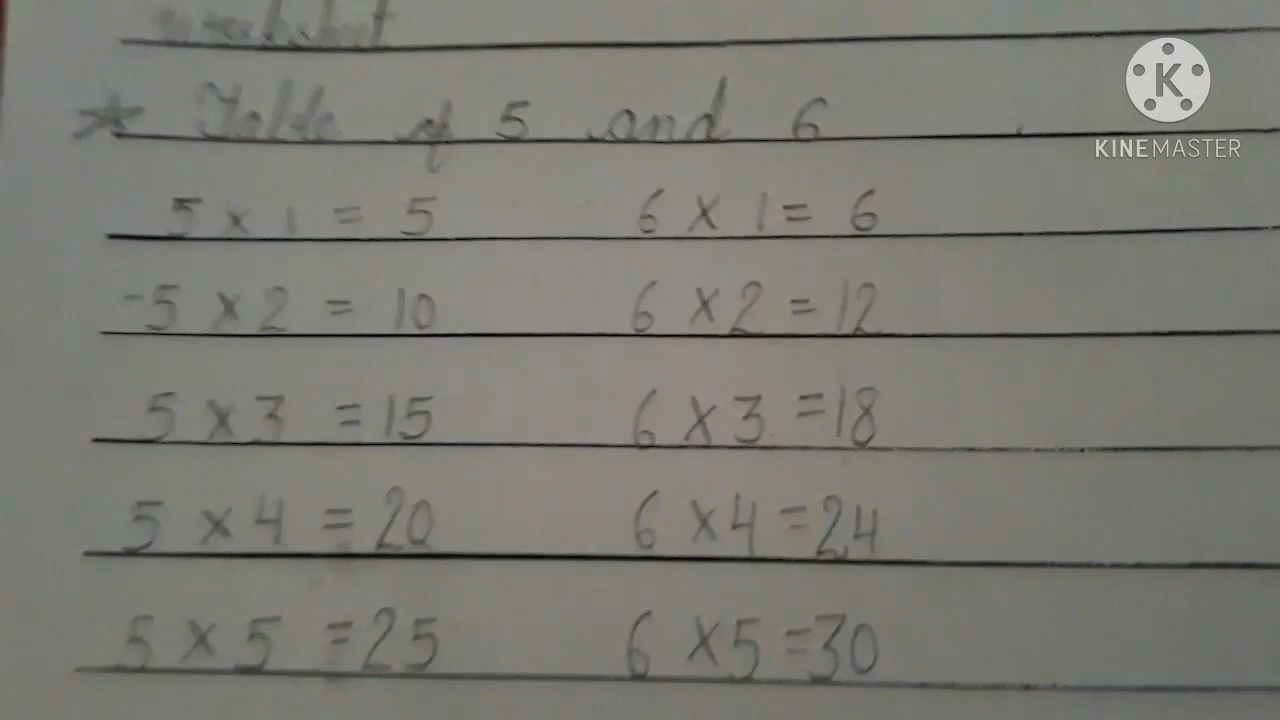 worksheet
★ Table of 5 and 6
5 × 1 = 5 6 × 1 = 6
-5 × 2 = 10 6 × 2 = 12
5 × 3 = 15 6 × 3 = 18
5 × 4 = 20 6 × 4 = 24
5 × 5 = 25 6 × 5 = 30
K
KINEMASTER